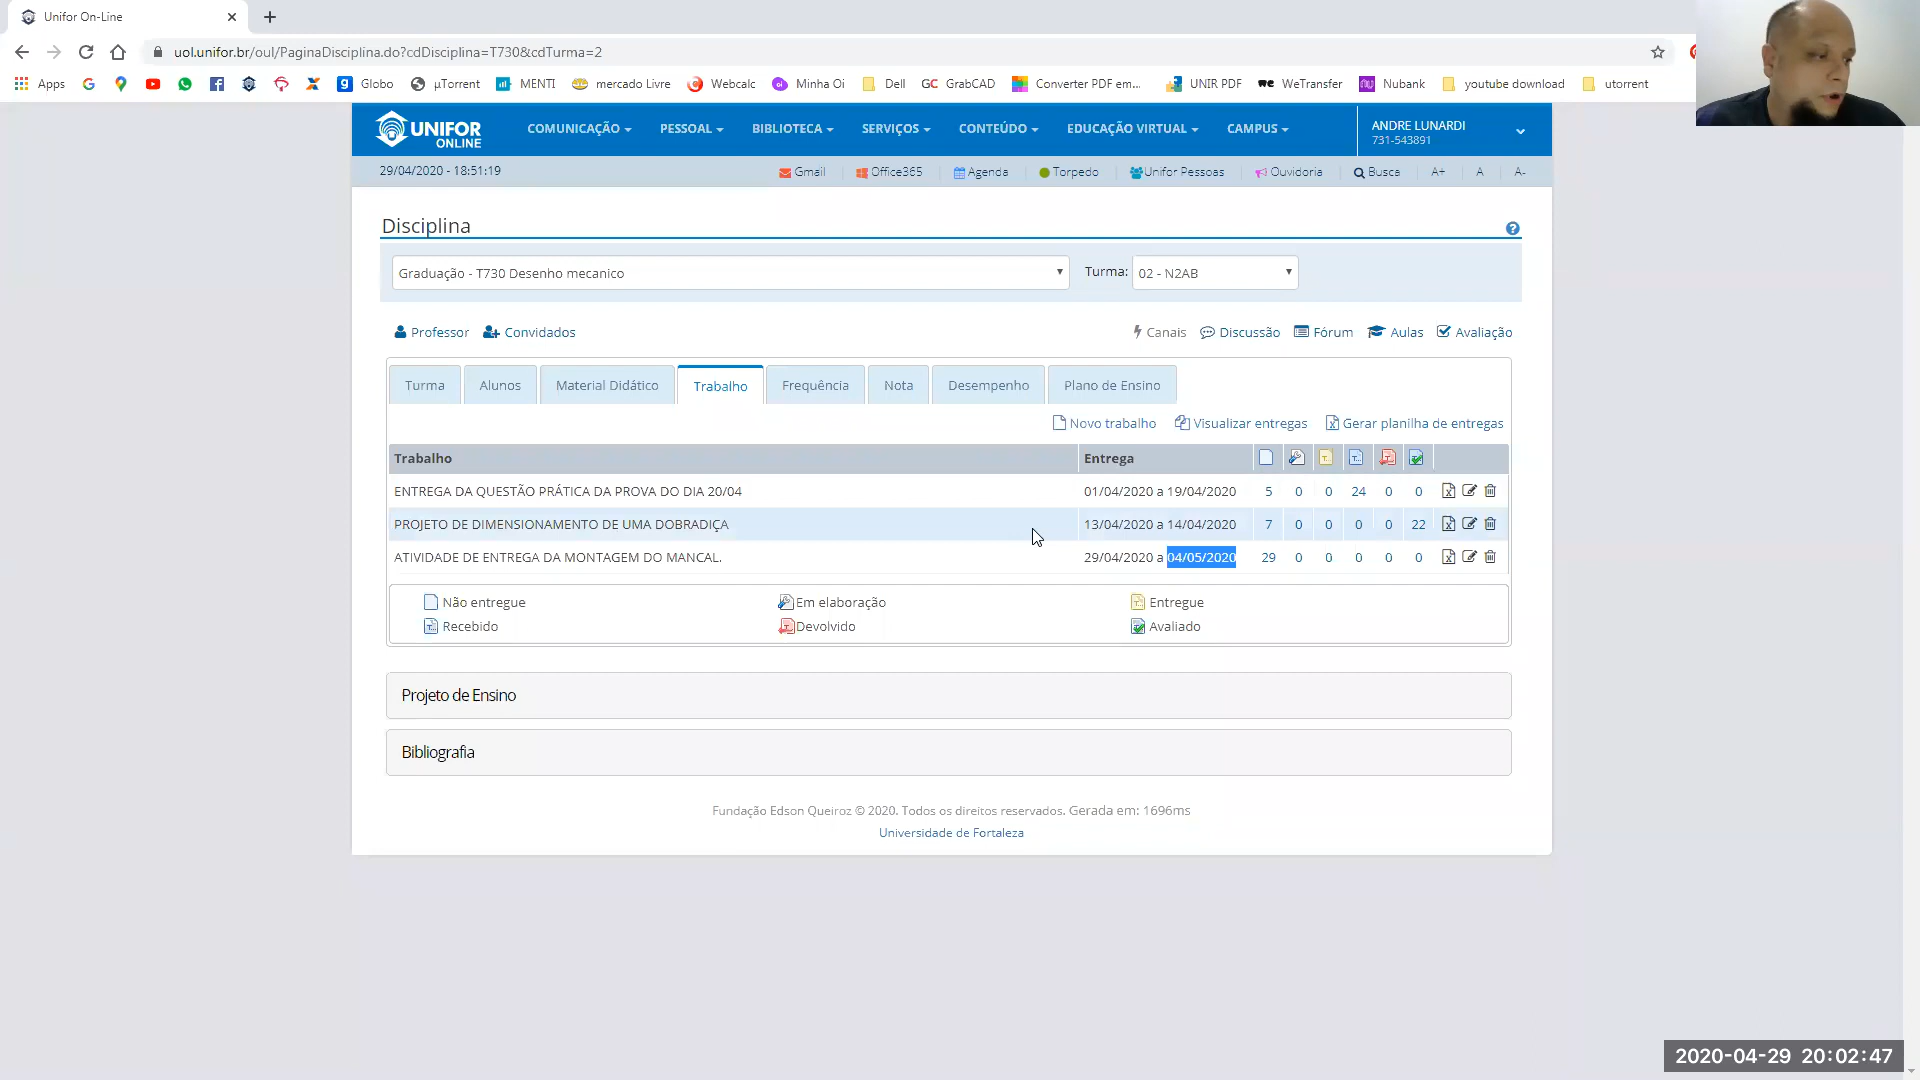 Unifor On-Line
uol.unifor.br/oul/PaginaDisciplina.do?cdDisciplina=T730&cdTurma=2
Apps
Globo
µTorrent
MENTI
mercado Livre
Webcalc
Minha Oi
Dell
GC GrabCAD
Converter PDF em...
UNIR PDF
we WeTransfer
Nubank
youtube download
utorrent
UNIFOR ONLINE
COMUNICAÇÃO
PESSOAL
BIBLIOTECA
SERVIÇOS
CONTEÚDO
EDUCAÇÃO VIRTUAL
CAMPUS
ANDRE LUNARDI
731-543891
29/04/2020 - 18:51:19
Gmail
Office365
Agenda
Torpedo
Unifor Pessoas
Ouvidoria
Busca
A+
A
A-
Disciplina
Graduação - T730 Desenho mecanico
Turma: 02 - N2AB
Professor
Convidados
Canais
Discussão
Fórum
Aulas
Avaliação
Turma
Alunos
Material Didático
Trabalho
Frequência
Nota
Desempenho
Plano de Ensino
Novo trabalho
Visualizar entregas
Gerar planilha de entregas
Trabalho Entrega
ENTREGA DA QUESTÃO PRÁTICA DA PROVA DO DIA 20/04 01/04/2020 a 19/04/2020 5 0 0 24 0 0
PROJETO DE DIMENSIONAMENTO DE UMA DOBRADIÇA 13/04/2020 a 14/04/2020 7 0 0 0 0 22
ATIVIDADE DE ENTREGA DA MONTAGEM DO MANCAL. 29/04/2020 a 04/05/2020 29 0 0 0 0 0
Não entregue Em elaboração Entregue
Recebido Devolvido Avaliado
Projeto de Ensino
Bibliografia
Fundação Edson Queiroz © 2020. Todos os direitos reservados. Gerada em: 1696ms
Universidade de Fortaleza
2020-04-29 20:02:47